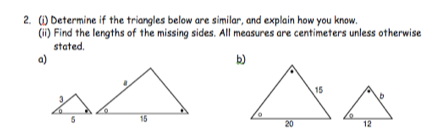 2. (i) Determine if the triangles below are similar, and explain how you know.
(ii) Find the lengths of the missing sides. All measures are centimeters unless otherwise
stated.
a)
b)
3
a
5
15
15
20
b
12